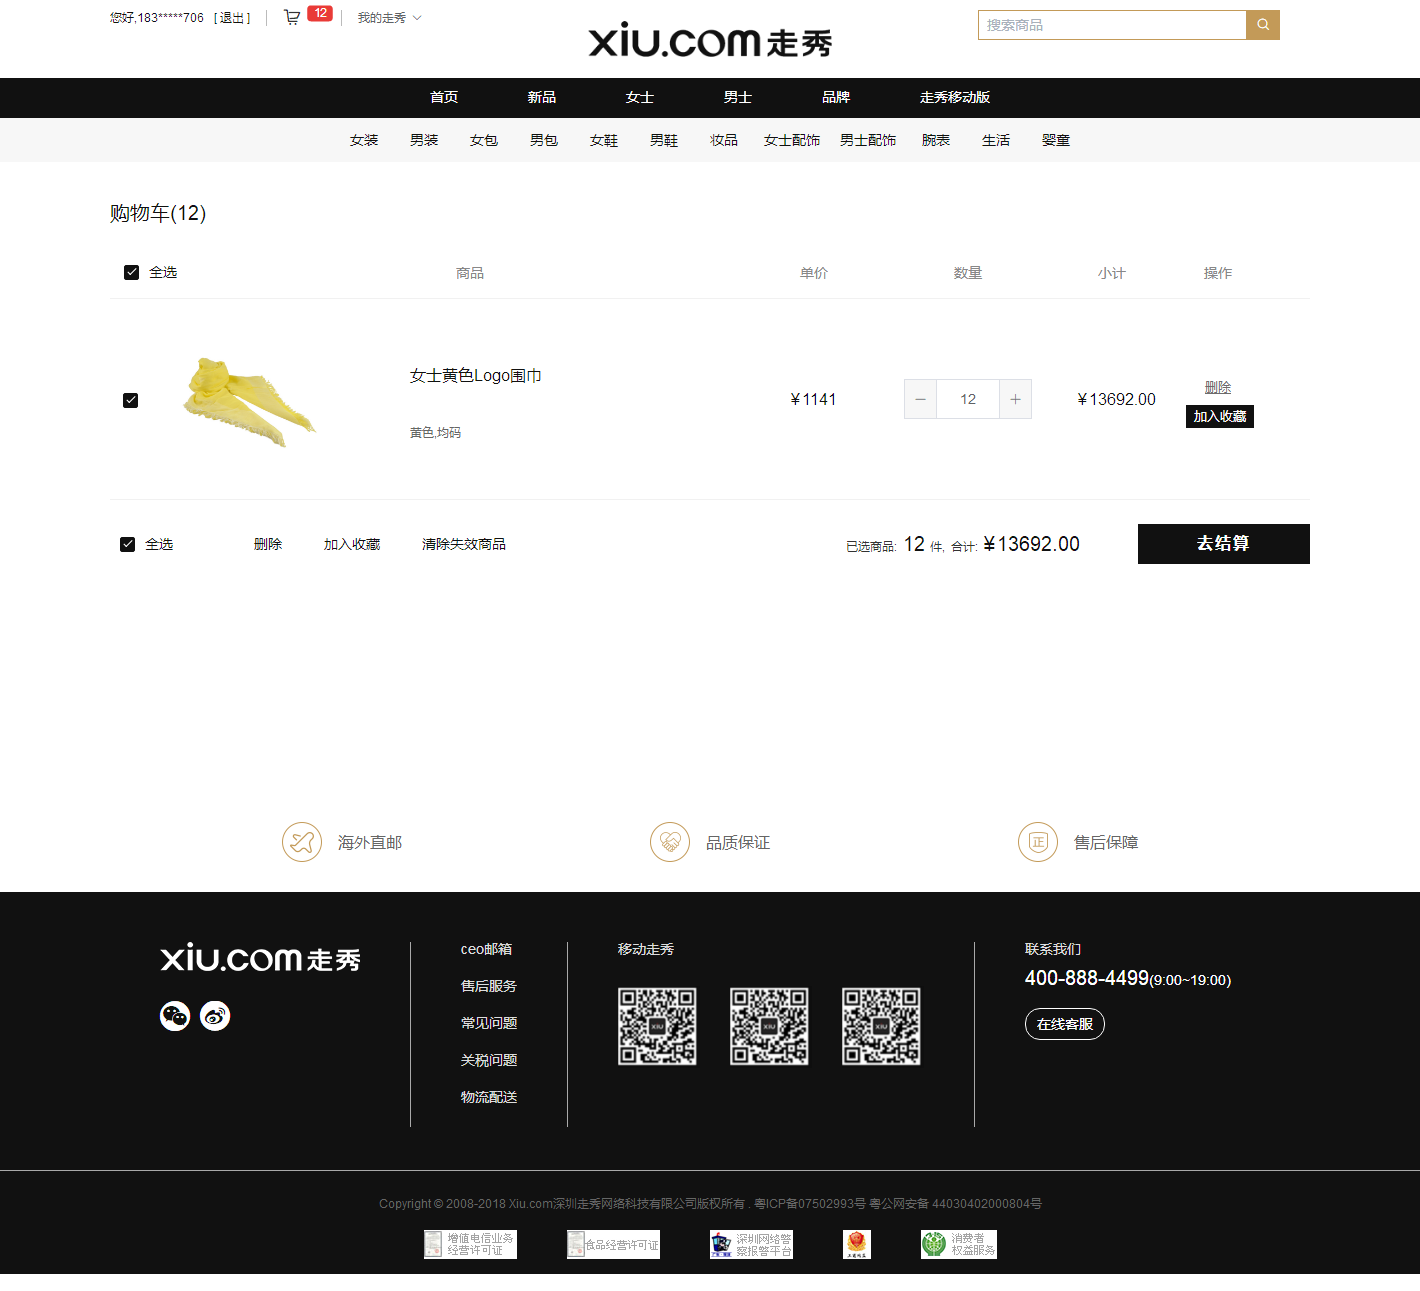 您好,183*****706 [ 退出 ] 12 我的走秀
xiu.com走秀
搜索商品
首页 新品 女士 男士 品牌 走秀移动版
女装 男装 女包 男包 女鞋 男鞋 妆品 女士配饰 男士配饰 腕表 生活 婴童
购物车(12)
全选 商品 单价 数量 小计 操作
女士黄色Logo围巾
黄色,均码
¥1141 − 12 + ¥13692.00
删除
加入收藏
全选 删除 加入收藏 清除失效商品 已选商品: 12 件, 合计: ¥13692.00 去结算
海外直邮 品质保证 售后保障
xiu.com走秀
ceo邮箱
售后服务
常见问题
关税问题
物流配送
移动走秀
联系我们
400-888-4499(9:00~19:00)
在线客服
Copyright © 2008-2018 Xiu.com深圳走秀网络科技有限公司版权所有 . 粤ICP备07502993号 粤公网安备 44030402000804号
增值电信业务
经营许可证
食品经营许可证
深圳网络警
察报警平台
消费者
权益服务